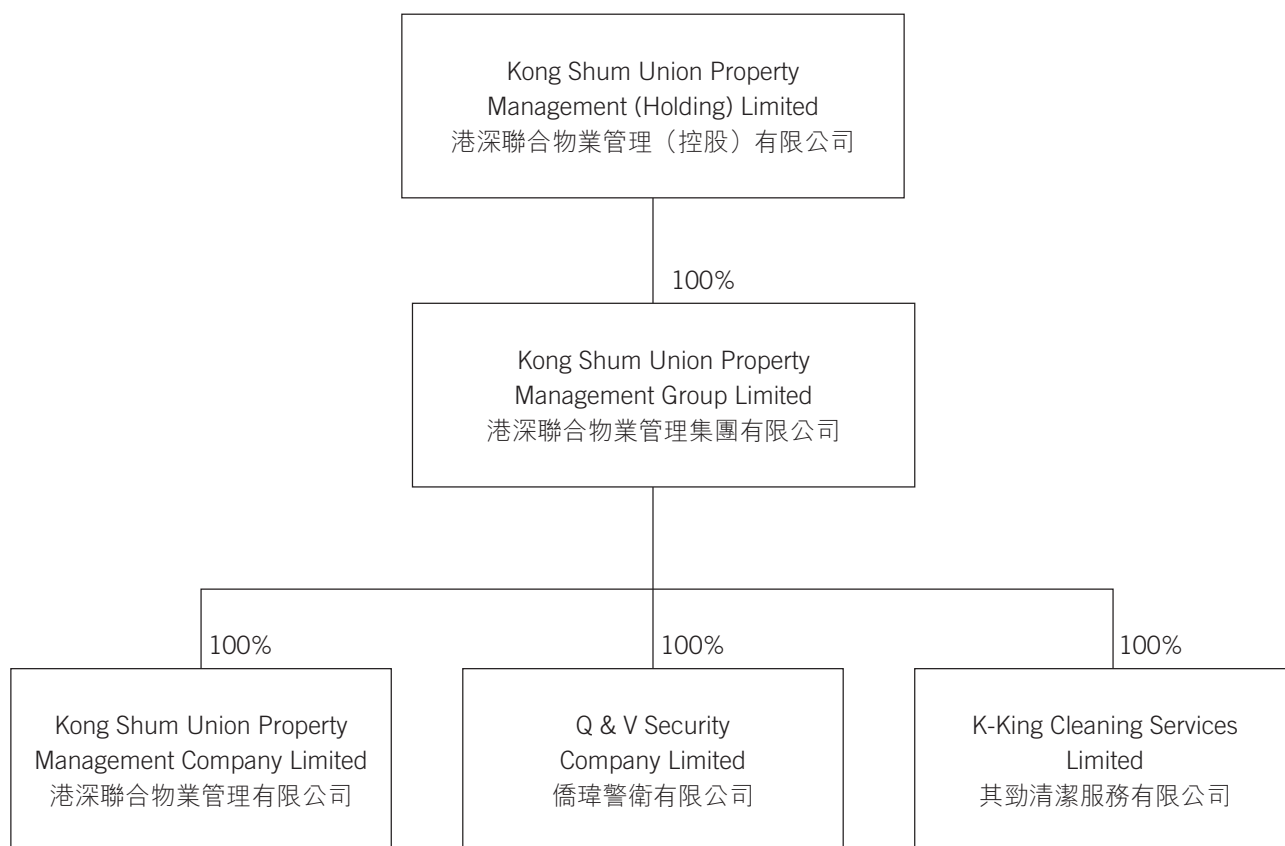 Kong Shum Union Property
Management (Holding) Limited
港深聯合物業管理（控股）有限公司
100%
Kong Shum Union Property
Management Group Limited
港深聯合物業管理集團有限公司
100%
Kong Shum Union Property
Management Company Limited
港深聯合物業管理有限公司
100%
Q & V Security
Company Limited
僑瑋警衛有限公司
100%
K-King Cleaning Services
Limited
其勁清潔服務有限公司